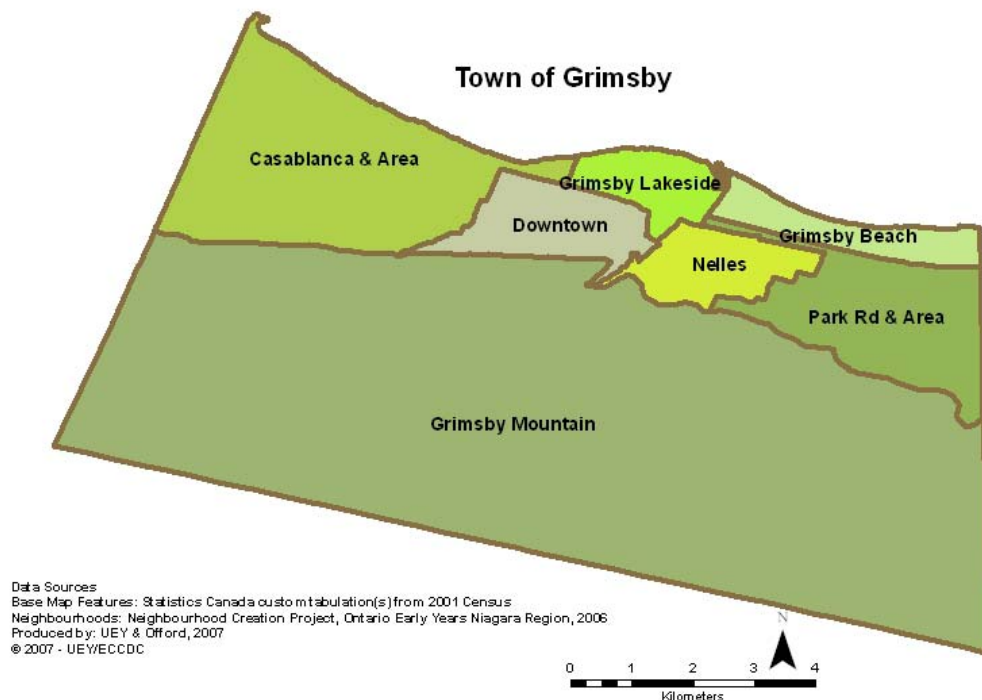 Town of Grimsby
Casablanca & Area
Grimsby Lakeside
Downtown
Grimsby Beach
Nelles
Park Rd & Area
Grimsby Mountain
Data Sources
Base Map Features: Statistics Canada custom tabulation(s) from 2001 Census
Neighbourhoods: Neighbourhood Creation Project, Ontario Early Years Niagara Region, 2006
Produced by: UEY & Offord, 2007
© 2007 - UEY/ECCDC
N
0 1 2 3 4
Kilometers